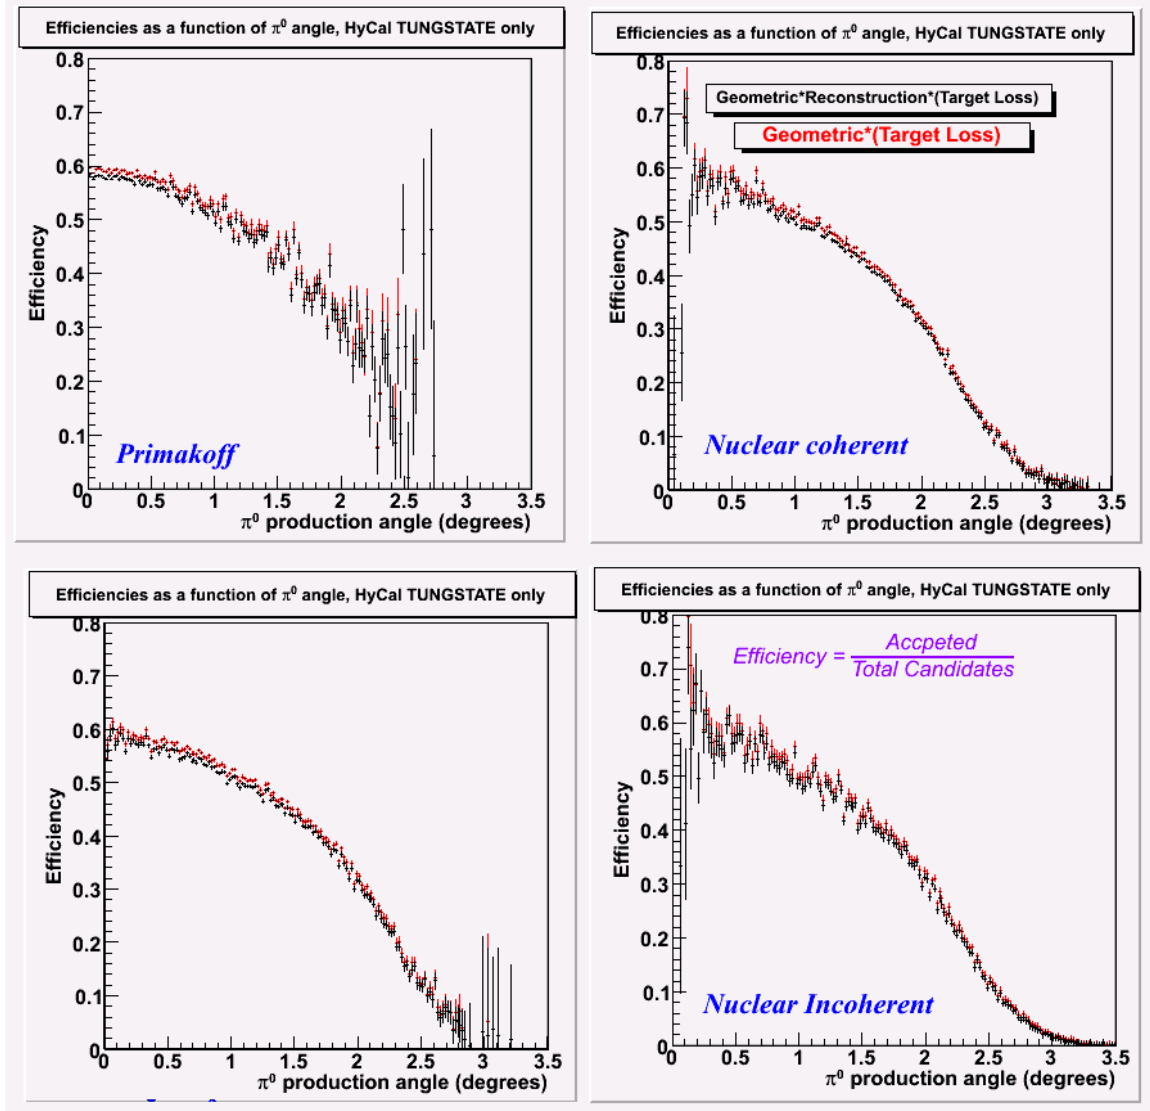 Efficiencies as a function of π⁰ angle, HyCal TUNGSTATE only
0.8
0.7
0.6
0.5
0.4
0.3
0.2
0.1
0
Efficiency
Primakoff
0 0.5 1 1.5 2 2.5 3 3.5
π⁰ production angle (degrees)
Efficiencies as a function of π⁰ angle, HyCal TUNGSTATE only
Geometric*Reconstruction*(Target Loss)
Geometric*(Target Loss)
0.8
0.7
0.6
0.5
0.4
0.3
0.2
0.1
0
Efficiency
Nuclear coherent
0 0.5 1 1.5 2 2.5 3 3.5
π⁰ production angle (degrees)
Efficiencies as a function of π⁰ angle, HyCal TUNGSTATE only
0.8
0.7
0.6
0.5
0.4
0.3
0.2
0.1
0
Efficiency
0 0.5 1 1.5 2 2.5 3 3.5
π⁰ production angle (degrees)
Efficiencies as a function of π⁰ angle, HyCal TUNGSTATE only
Efficiency = Accpeted
Total Candidates
0.8
0.7
0.6
0.5
0.4
0.3
0.2
0.1
0
Efficiency
Nuclear Incoherent
0 0.5 1 1.5 2 2.5 3 3.5
π⁰ production angle (degrees)